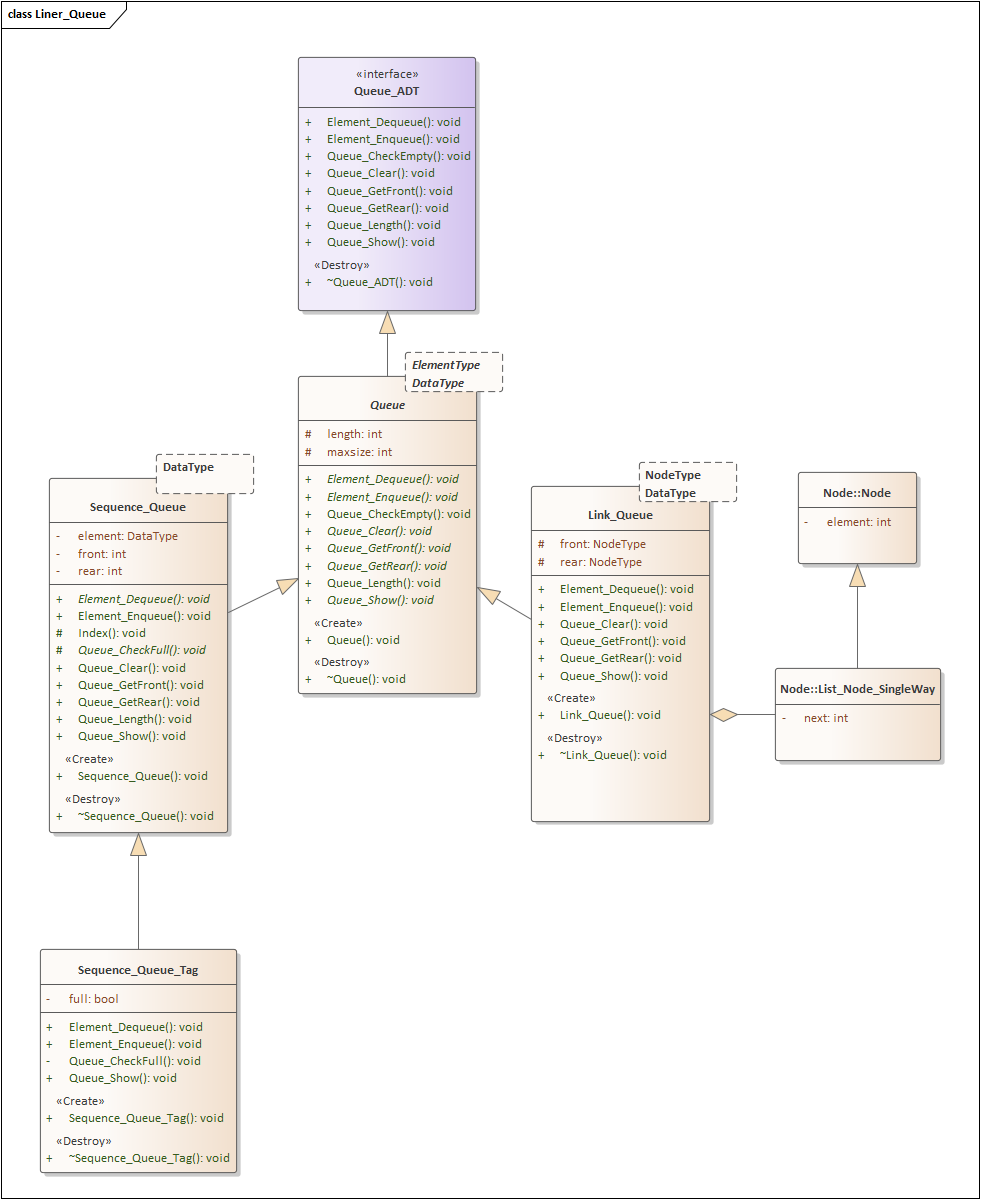 class Liner_Queue
«interface»
Queue_ADT
+ Element_Dequeue(): void
+ Element_Enqueue(): void
+ Queue_CheckEmpty(): void
+ Queue_Clear(): void
+ Queue_GetFront(): void
+ Queue_GetRear(): void
+ Queue_Length(): void
+ Queue_Show(): void
«Destroy»
+ ~Queue_ADT(): void
ElementType
DataType
Queue
# length: int
# maxsize: int
+ Element_Dequeue(): void
+ Element_Enqueue(): void
+ Queue_CheckEmpty(): void
+ Queue_Clear(): void
+ Queue_GetFront(): void
+ Queue_GetRear(): void
+ Queue_Length(): void
+ Queue_Show(): void
«Create»
+ Queue(): void
«Destroy»
+ ~Queue(): void
DataType
Sequence_Queue
- element: DataType
- front: int
- rear: int
+ Element_Dequeue(): void
+ Element_Enqueue(): void
# Index(): void
# Queue_CheckFull(): void
+ Queue_Clear(): void
+ Queue_GetFront(): void
+ Queue_GetRear(): void
+ Queue_Length(): void
+ Queue_Show(): void
«Create»
+ Sequence_Queue(): void
«Destroy»
+ ~Sequence_Queue(): void
NodeType
DataType
Link_Queue
# front: NodeType
# rear: NodeType
+ Element_Dequeue(): void
+ Element_Enqueue(): void
+ Queue_Clear(): void
+ Queue_GetFront(): void
+ Queue_GetRear(): void
+ Queue_Show(): void
«Create»
+ Link_Queue(): void
«Destroy»
+ ~Link_Queue(): void
Node::Node
- element: int
Node::List_Node_SingleWay
- next: int
Sequence_Queue_Tag
- full: bool
+ Element_Dequeue(): void
+ Element_Enqueue(): void
- Queue_CheckFull(): void
+ Queue_Show(): void
«Create»
+ Sequence_Queue_Tag(): void
«Destroy»
+ ~Sequence_Queue_Tag(): void